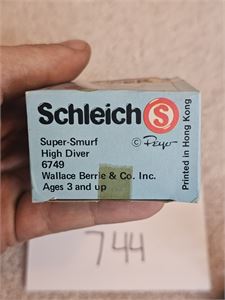 Schleich S
Super-Smurf
High Diver
6749
Wallace Berrie & Co. Inc.
Ages 3 and up
© Peyo
Printed in Hong Kong
744